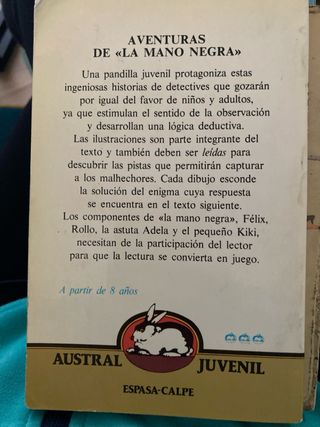 AVENTURAS
DE «LA MANO NEGRA»
Una pandilla juvenil protagoniza estas
ingeniosas historias de detectives que gozarán
por igual del favor de niños y adultos,
ya que estimulan el sentido de la observación
y desarrollan una lógica deductiva.
Las ilustraciones son parte integrante del
texto y también deben ser leídas para
descubrir las pistas que permitirán capturar
a los malhechores. Cada dibujo esconde
la solución del enigma cuya respuesta
se encuentra en el texto siguiente.
Los componentes de «la mano negra», Félix,
Rollo, la astuta Adela y el pequeño Kiki,
necesitan de la participación del lector
para que la lectura se convierta en juego.
A partir de 8 años
AUSTRAL JUVENIL
ESPASA-CALPE